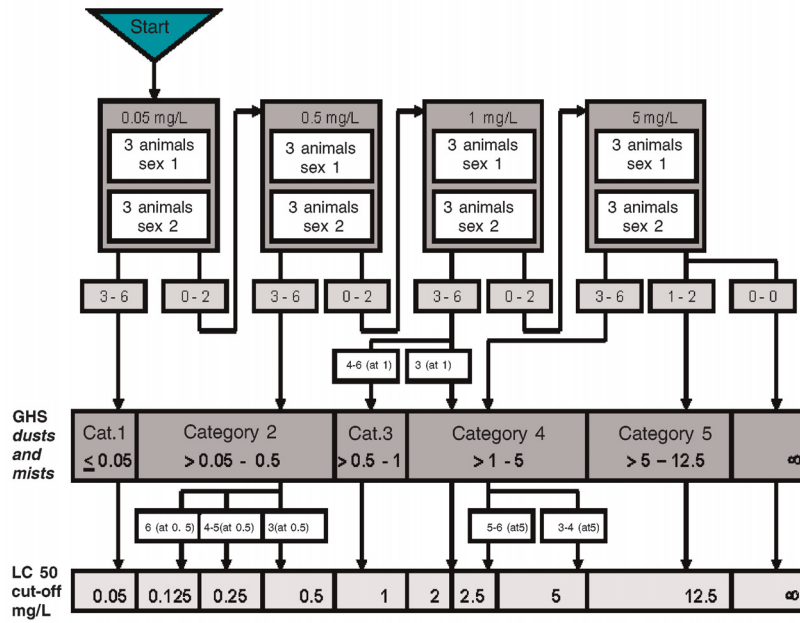 Start
0.05 mg/L
0.5 mg/L
1 mg/L
5 mg/L
3 animals
sex 1
3 animals
sex 1
3 animals
sex 1
3 animals
sex 1
3 animals
sex 2
3 animals
sex 2
3 animals
sex 2
3 animals
sex 2
3 - 6
0 - 2
3 - 6
0 - 2
3 - 6
0 - 2
3 - 6
1 - 2
0 - 0
4-6 (at 1)
3 (at 1)
GHS
dusts
and
mists
Cat.1
≤ 0.05
Category 2
>0.05 - 0.5
Cat.3
>0.5 - 1
Category 4
>1 - 5
Category 5
>5 – 12.5
∞
6 (at 0. 5)
4-5(at 0.5)
3(at 0.5)
5-6 (at5)
3-4 (at5)
LC 50
cut-off
mg/L
0.05
0.125
0.25
0.5
1
2
2.5
5
12.5
∞